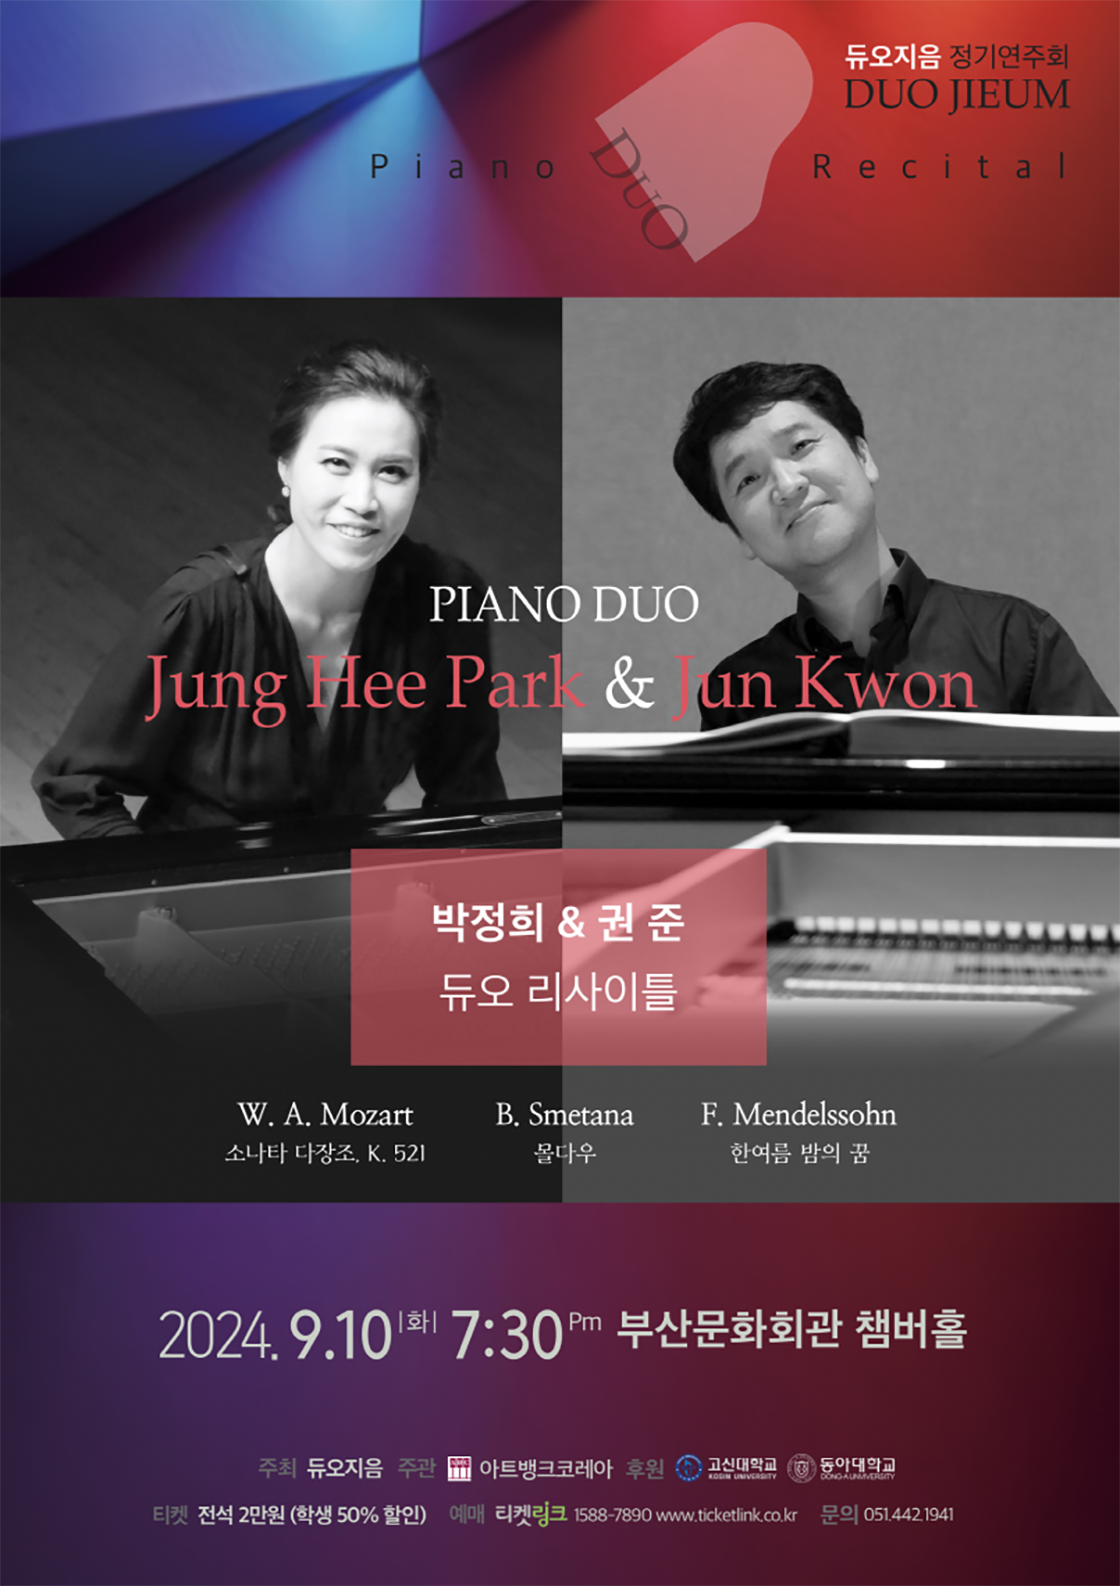 듀오지음 정기연주회
DUO JIEUM
Piano DUO Recital
PIANO DUO
Jung Hee Park & Jun Kwon
박정희 & 권 준
듀오 리사이틀
W. A. Mozart B. Smetana F. Mendelssohn
소나타 다장조, K. 521 몰다우 한여름 밤의 꿈
2024. 9.10 |화| 7:30 Pm 부산문화회관 챔버홀
주최 듀오지음 주관 아트뱅크코레아 후원 고신대학교 KOSIN UNIVERSITY 동아대학교 DONG-A UNIVERSITY
티켓 전석 2만원 (학생 50% 할인) 예매 티켓링크 1588-7890 www.ticketlink.co.kr 문의 051.442.1941